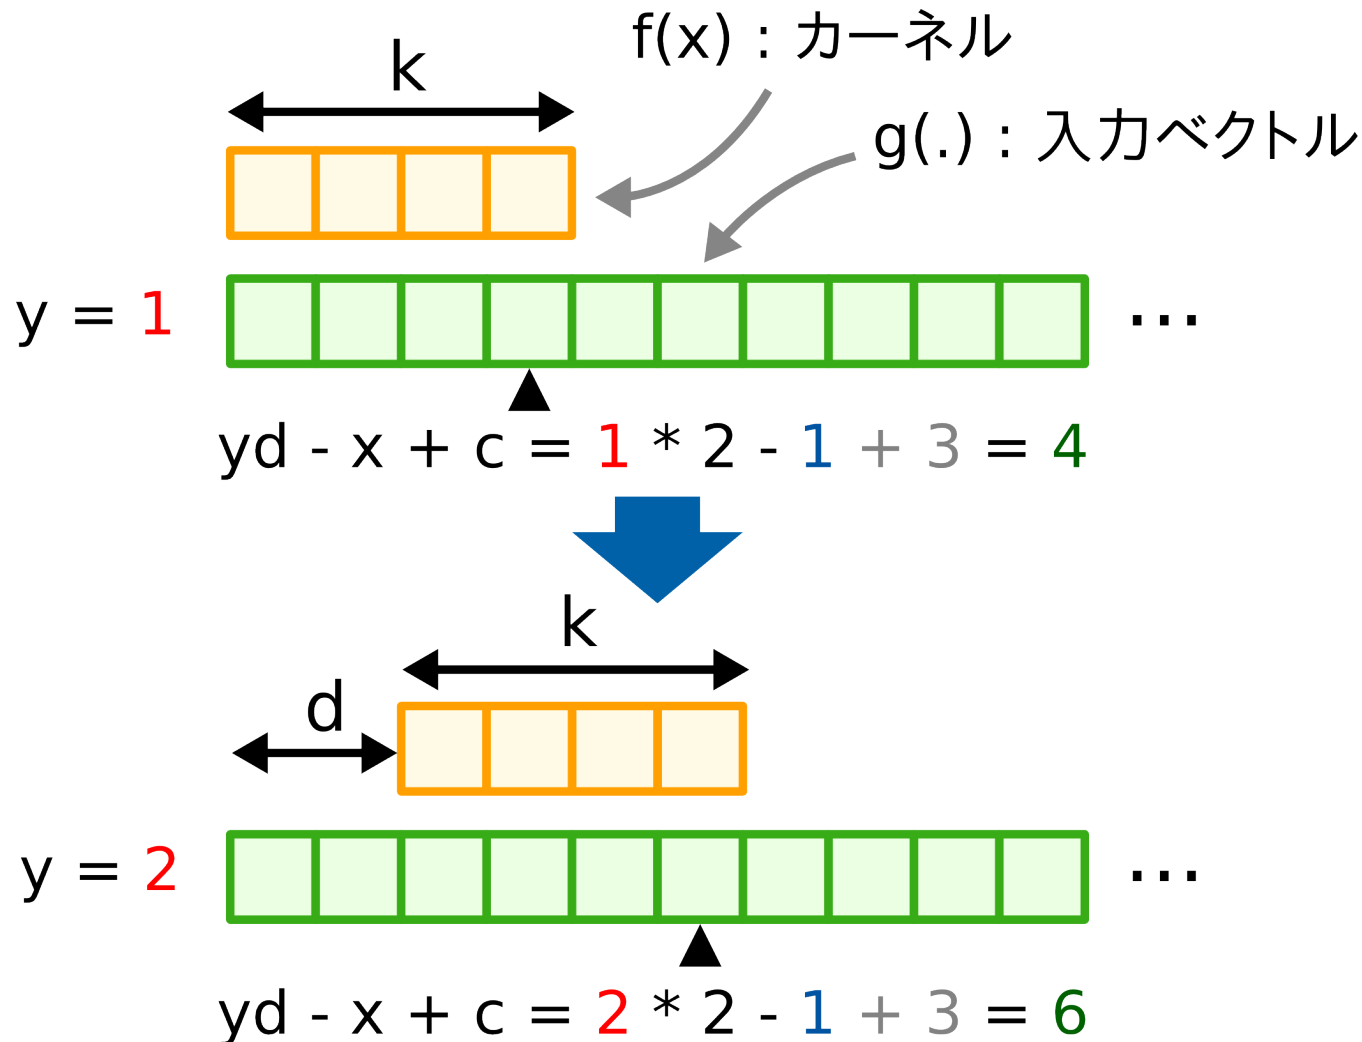 f(x) : カーネル
k
g(.) : 入力ベクトル
y = 1
...
yd - x + c = 1 * 2 - 1 + 3 = 4
k
d
y = 2
...
yd - x + c = 2 * 2 - 1 + 3 = 6